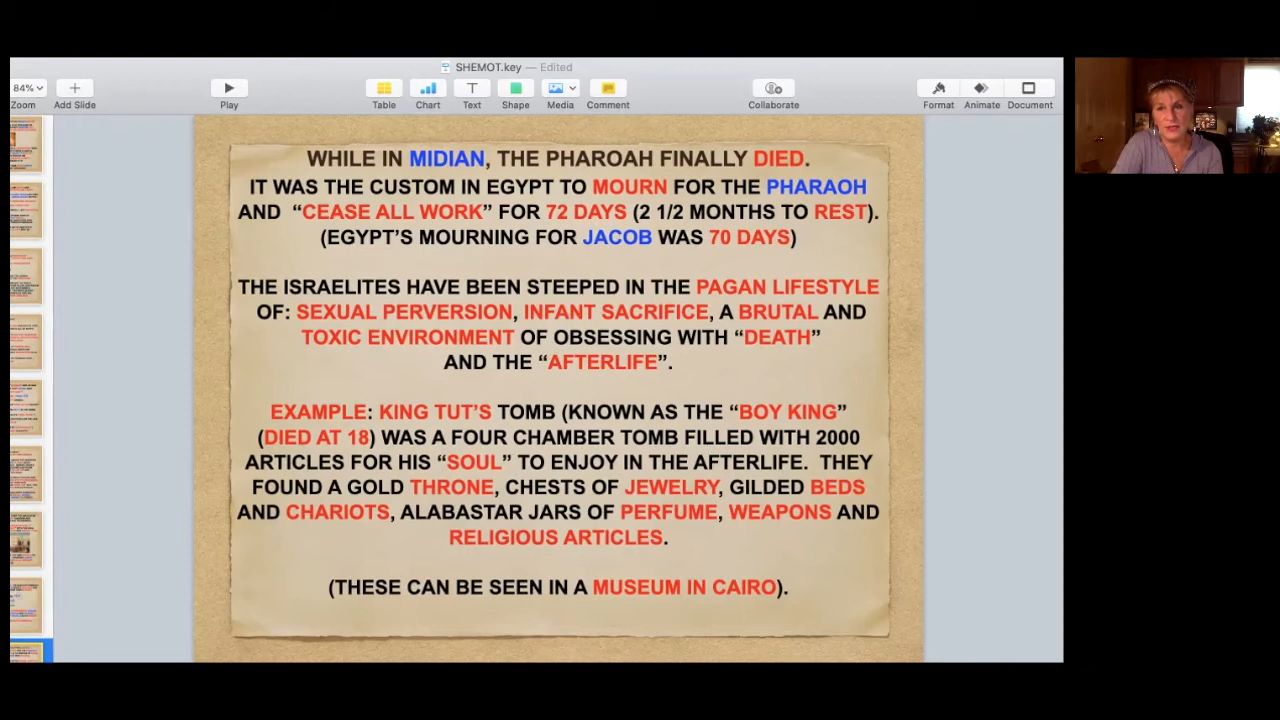 SHEMOT.key — Edited
84%
Zoom
Add Slide
Play
Table
Chart
Text
Shape
Media
Comment
Collaborate
Format
Animate
Document
WHILE IN MIDIAN, THE PHAROAH FINALLY DIED.
IT WAS THE CUSTOM IN EGYPT TO MOURN FOR THE PHARAOH
AND “CEASE ALL WORK” FOR 72 DAYS (2 1/2 MONTHS TO REST).
(EGYPT’S MOURNING FOR JACOB WAS 70 DAYS)
THE ISRAELITES HAVE BEEN STEEPED IN THE PAGAN LIFESTYLE
OF: SEXUAL PERVERSION, INFANT SACRIFICE, A BRUTAL AND
TOXIC ENVIRONMENT OF OBSESSING WITH “DEATH”
AND THE “AFTERLIFE”.
EXAMPLE: KING TUT’S TOMB (KNOWN AS THE “BOY KING”
(DIED AT 18) WAS A FOUR CHAMBER TOMB FILLED WITH 2000
ARTICLES FOR HIS “SOUL” TO ENJOY IN THE AFTERLIFE. THEY
FOUND A GOLD THRONE, CHESTS OF JEWELRY, GILDED BEDS
AND CHARIOTS, ALABASTAR JARS OF PERFUME, WEAPONS AND
RELIGIOUS ARTICLES.
(THESE CAN BE SEEN IN A MUSEUM IN CAIRO).